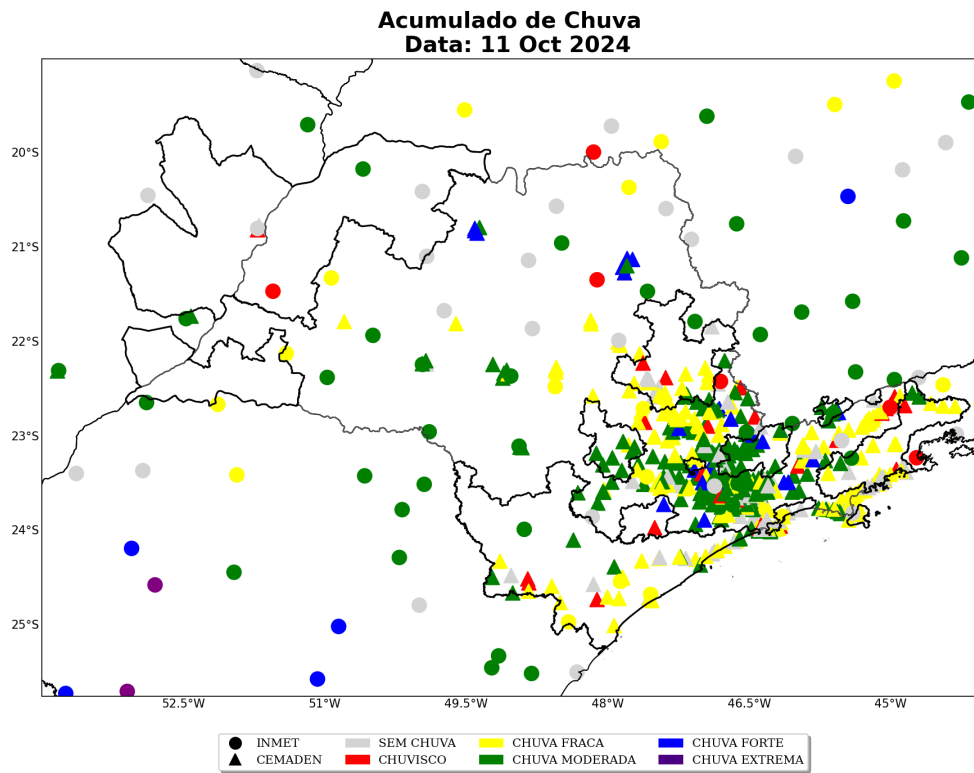 Acumulado de Chuva
Data: 11 Oct 2024
20°S
21°S
22°S
23°S
24°S
25°S
52.5°W 51°W 49.5°W 48°W 46.5°W 45°W
INMET SEM CHUVA CHUVA FRACA CHUVA FORTE
CEMADEN CHUVISCO CHUVA MODERADA CHUVA EXTREMA